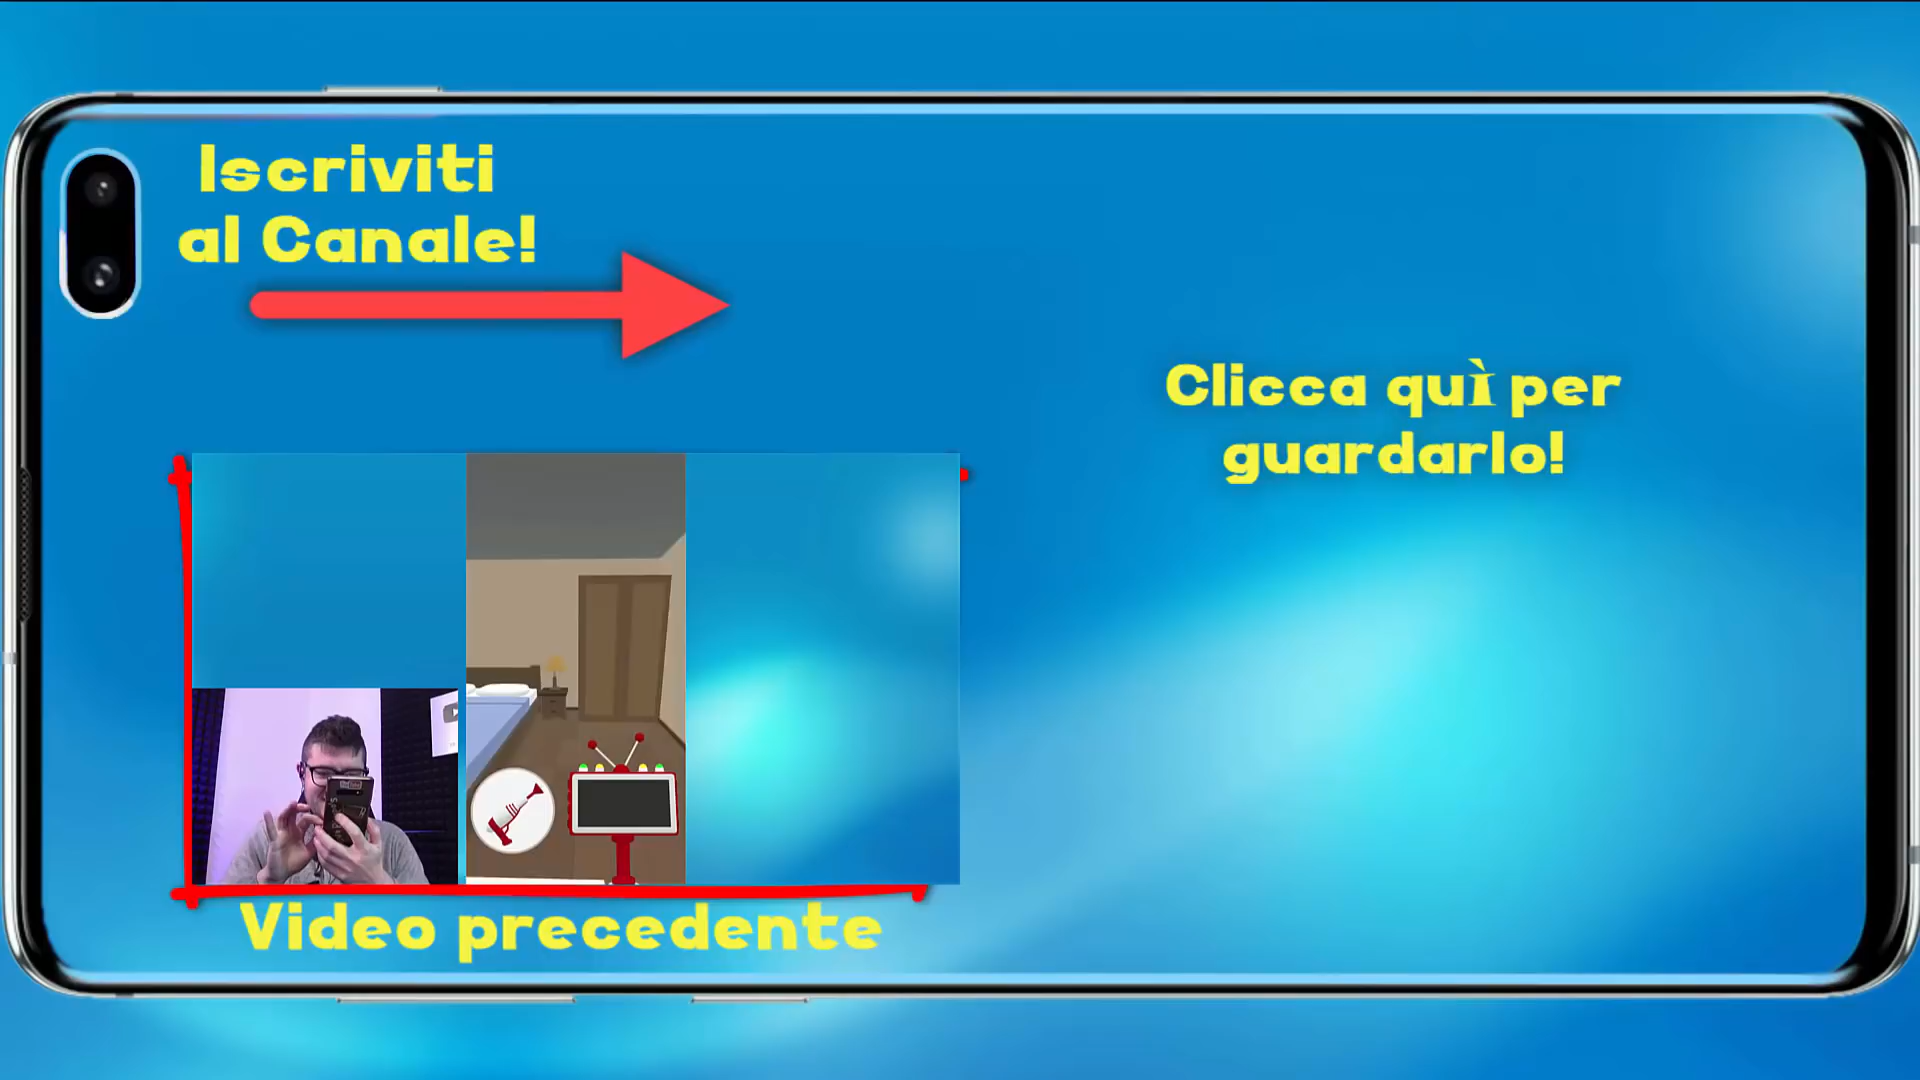 Iscriviti
al Canale!
Clicca quì per
guardarlo!
Video precedente